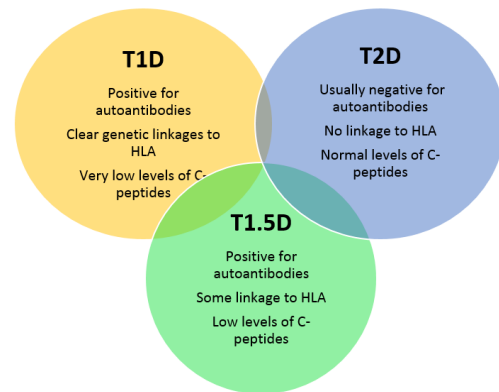 T1D
Positive for
autoantibodies
Clear genetic linkages to
HLA
Very low levels of C-
peptides
T2D
Usually negative for
autoantibodies
No linkage to HLA
Normal levels of C-
peptides
T1.5D
Positive for
autoantibodies
Some linkage to HLA
Low levels of C-
peptides